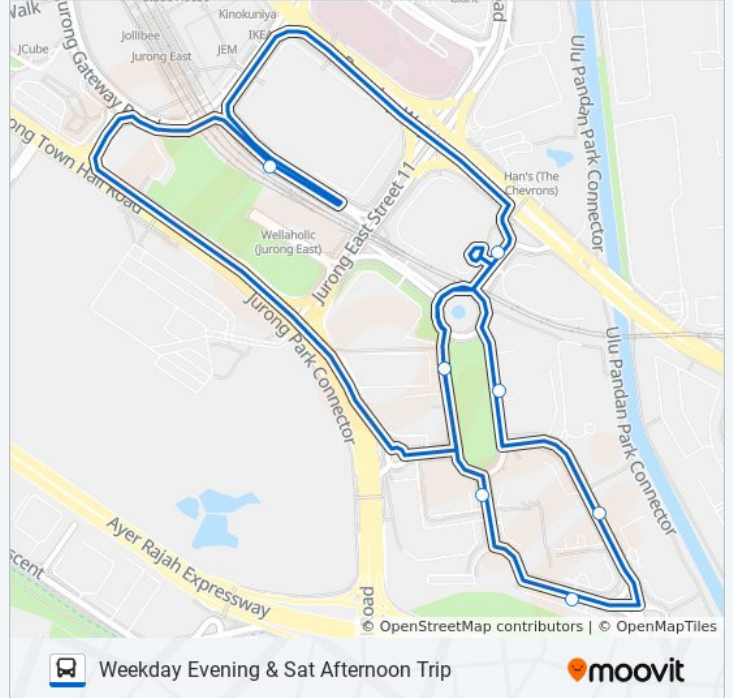 Walk
Kinokuniya
Jollibee
IKEA
JCube
Jurong East
JEM
Jurong Gateway Road
Ulu Pandan Park Connector
Han's (The
Chevrons)
Jurong Town Hall Road
Jurong East Street 11
Wellaholic
(Jurong East)
Jurong Park Connector
Ulu Pandan Park Connector
Ayer Rajah Expressway
scent
oad
© OpenStreetMap contributors | © OpenMapTiles
Weekday Evening & Sat Afternoon Trip
moovit